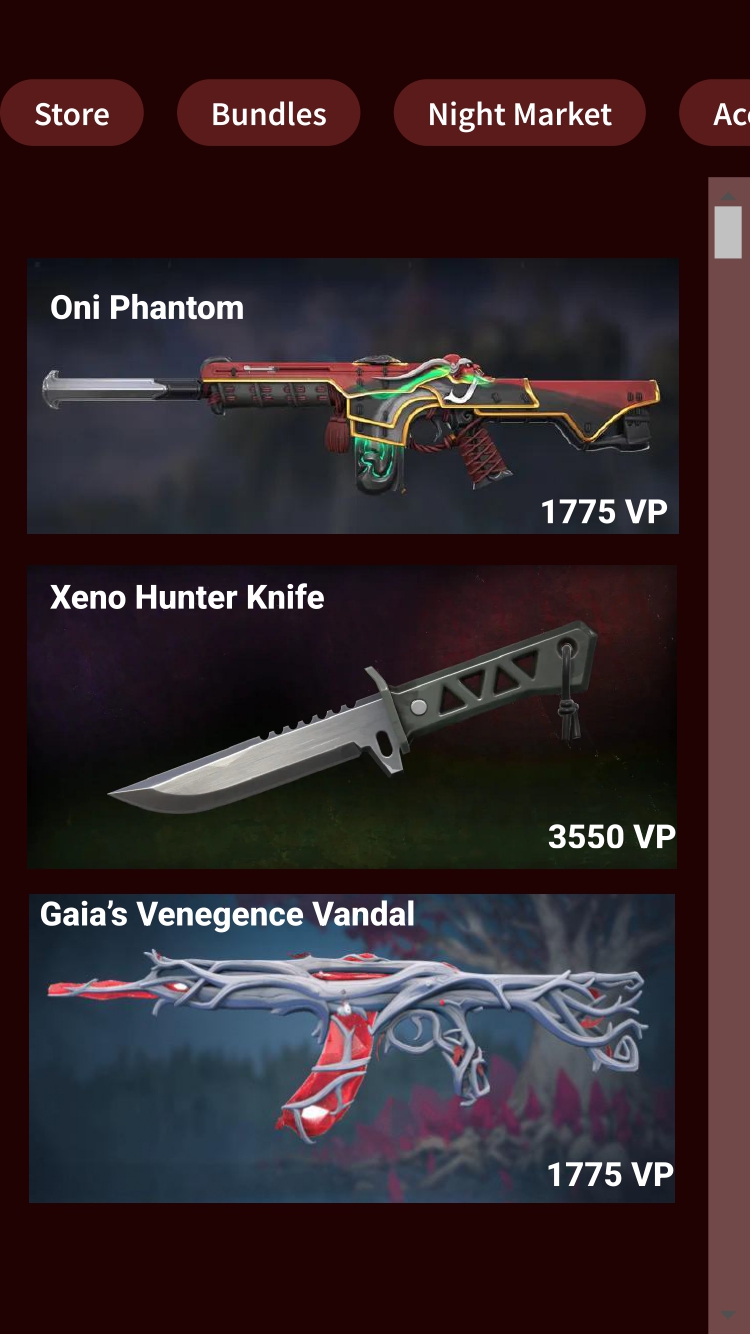 Store
Bundles
Night Market
Oni Phantom
1775 VP
Xeno Hunter Knife
3550 VP
Gaia’s Venegence Vandal
1775 VP